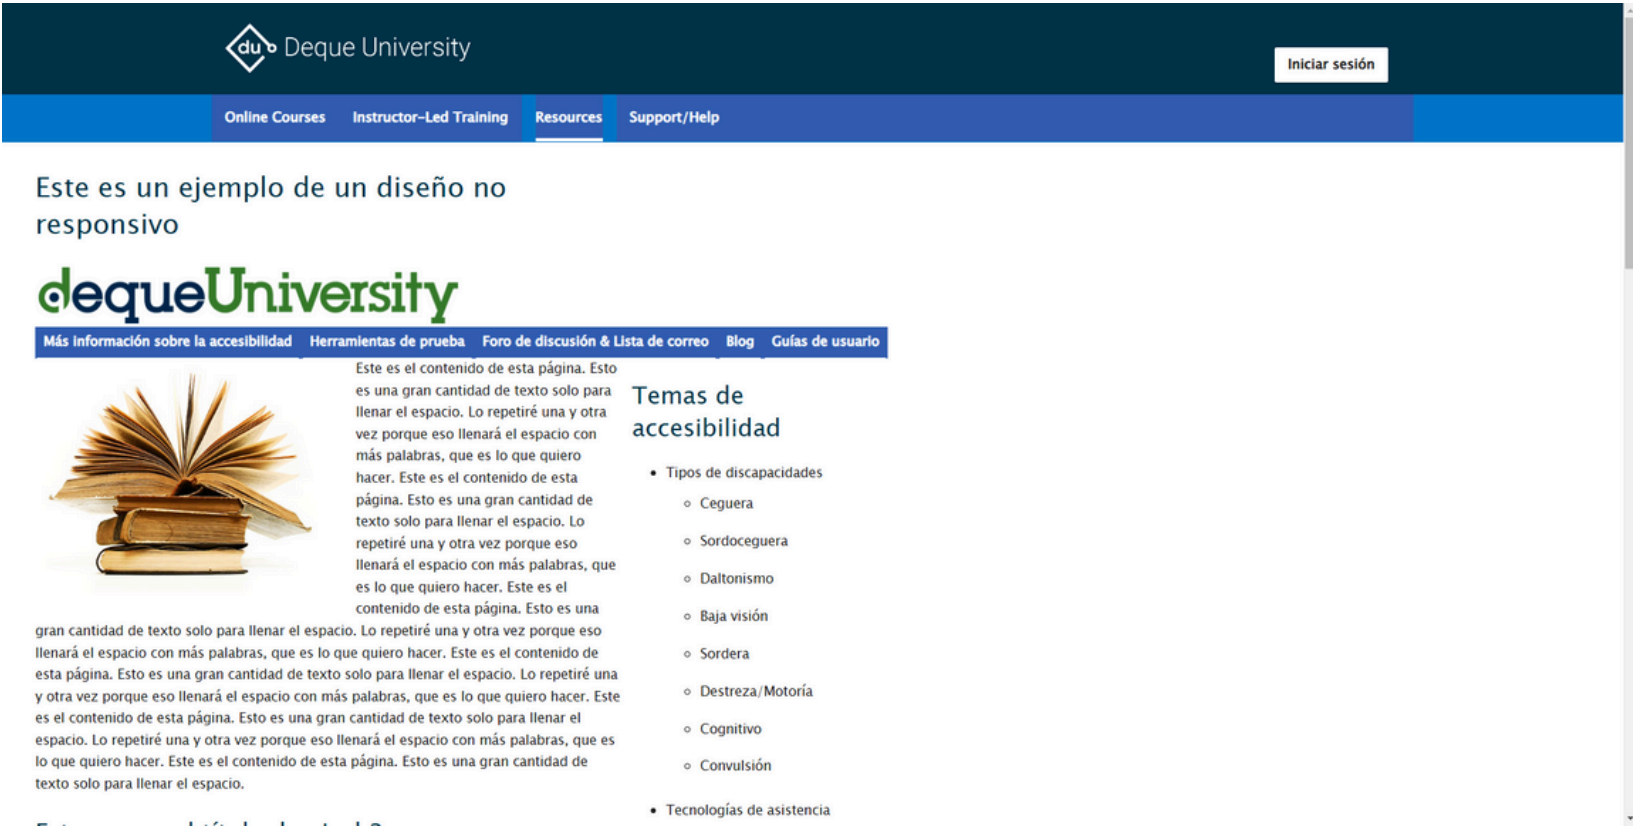 du Deque University
Iniciar sesión
Online Courses Instructor-Led Training Resources Support/Help
Este es un ejemplo de un diseño no
responsivo
dequeUniversity
Más información sobre la accesibilidad Herramientas de prueba Foro de discusión & Lista de correo Blog Guías de usuario
Este es el contenido de esta página. Esto
es una gran cantidad de texto solo para
llenar el espacio. Lo repetiré una y otra
vez porque eso llenará el espacio con
más palabras, que es lo que quiero
hacer. Este es el contenido de esta
página. Esto es una gran cantidad de
texto solo para llenar el espacio. Lo
repetiré una y otra vez porque eso
llenará el espacio con más palabras, que
es lo que quiero hacer. Este es el
contenido de esta página. Esto es una
gran cantidad de texto solo para llenar el espacio. Lo repetiré una y otra vez porque eso
llenará el espacio con más palabras, que es lo que quiero hacer. Este es el contenido de
esta página. Esto es una gran cantidad de texto solo para llenar el espacio. Lo repetiré una
y otra vez porque eso llenará el espacio con más palabras, que es lo que quiero hacer. Este
es el contenido de esta página. Esto es una gran cantidad de texto solo para llenar el
espacio. Lo repetiré una y otra vez porque eso llenará el espacio con más palabras, que es
lo que quiero hacer. Este es el contenido de esta página. Esto es una gran cantidad de
texto solo para llenar el espacio.
Temas de
accesibilidad
Tipos de discapacidades
Ceguera
Sordoceguera
Daltonismo
Baja visión
Sordera
Destreza/Motoría
Cognitivo
Convulsión
Tecnologías de asistencia